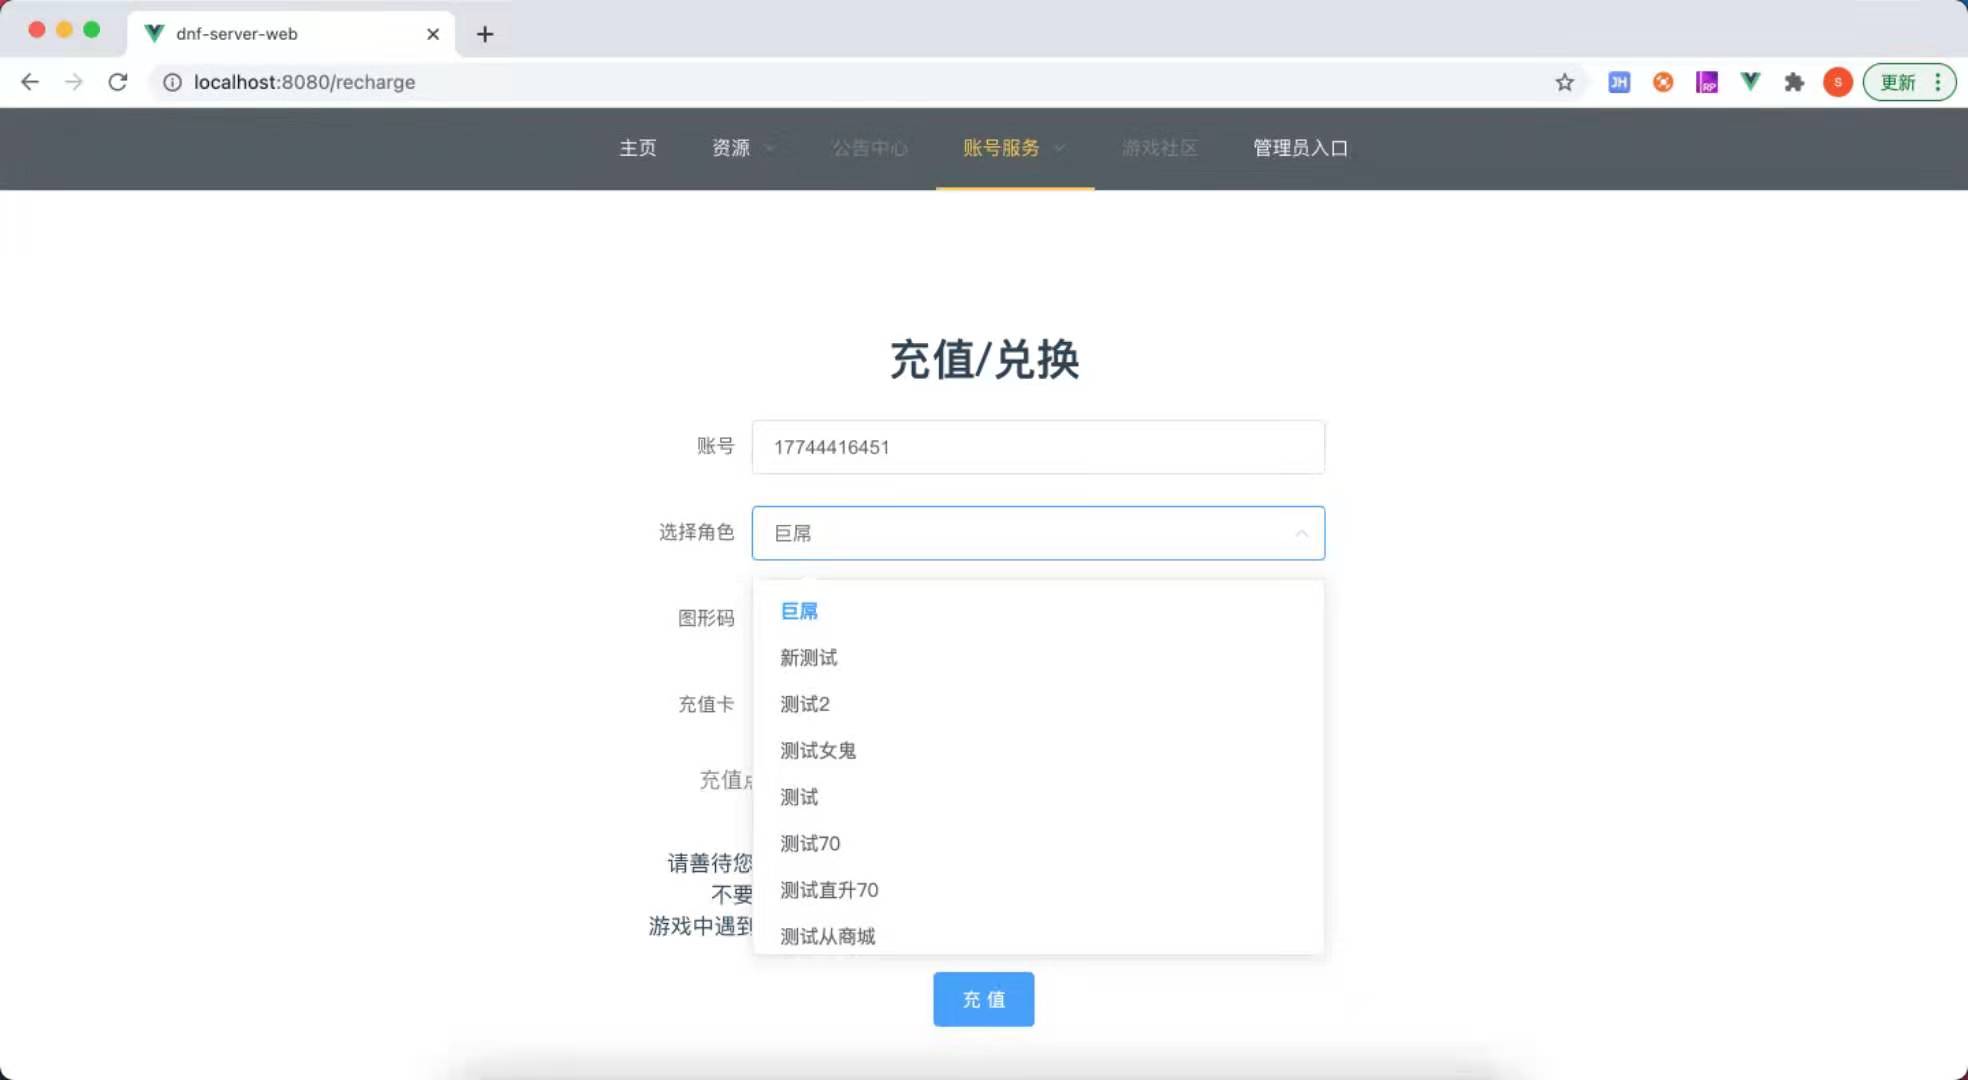 dnf-server-web
localhost:8080/recharge
JH
RP
S
更新
主页 资源 公告中心 账号服务 游戏社区 管理员入口
充值/兑换
账号 17744416451
选择角色 巨屌
图形码
充值卡
充值
请善待您
不要
游戏中遇到
巨屌
新测试
测试2
测试女鬼
测试
测试70
测试直升70
测试从商城
充 值